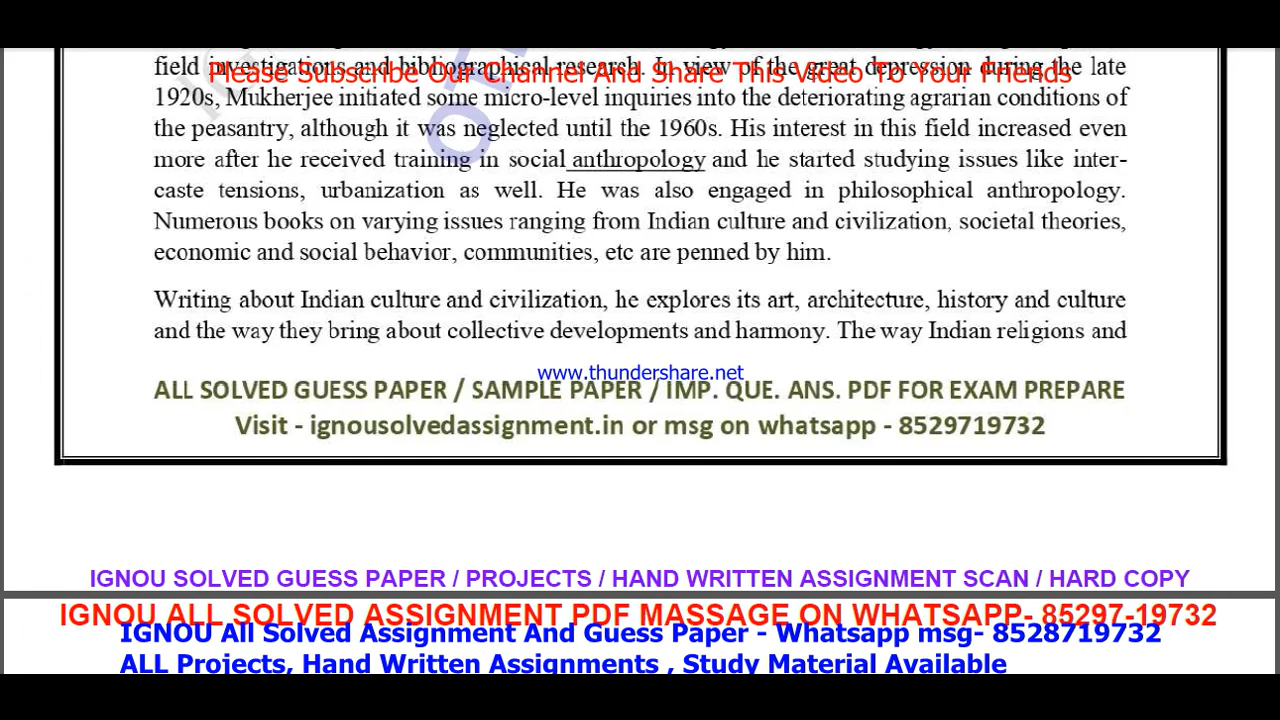 field investigations and bibliographical research. In view of the great depression during the late
Please Subscribe Our Channel And Share This Video To Your Friends
1920s, Mukherjee initiated some micro-level inquiries into the deteriorating agrarian conditions of
the peasantry, although it was neglected until the 1960s. His interest in this field increased even
more after he received training in social anthropology and he started studying issues like inter-
caste tensions, urbanization as well. He was also engaged in philosophical anthropology.
Numerous books on varying issues ranging from Indian culture and civilization, societal theories,
economic and social behavior, communities, etc are penned by him.
Writing about Indian culture and civilization, he explores its art, architecture, history and culture
and the way they bring about collective developments and harmony. The way Indian religions and
www.thundershare.net
ALL SOLVED GUESS PAPER / SAMPLE PAPER / IMP. QUE. ANS. PDF FOR EXAM PREPARE
Visit - ignousolvedassignment.in or msg on whatsapp - 8529719732
IGNOU SOLVED GUESS PAPER / PROJECTS / HAND WRITTEN ASSIGNMENT SCAN / HARD COPY
IGNOU ALL SOLVED ASSIGNMENT PDF MASSAGE ON WHATSAPP- 85297-19732
IGNOU All Solved Assignment And Guess Paper - Whatsapp msg- 8528719732
ALL Projects, Hand Written Assignments , Study Material Available